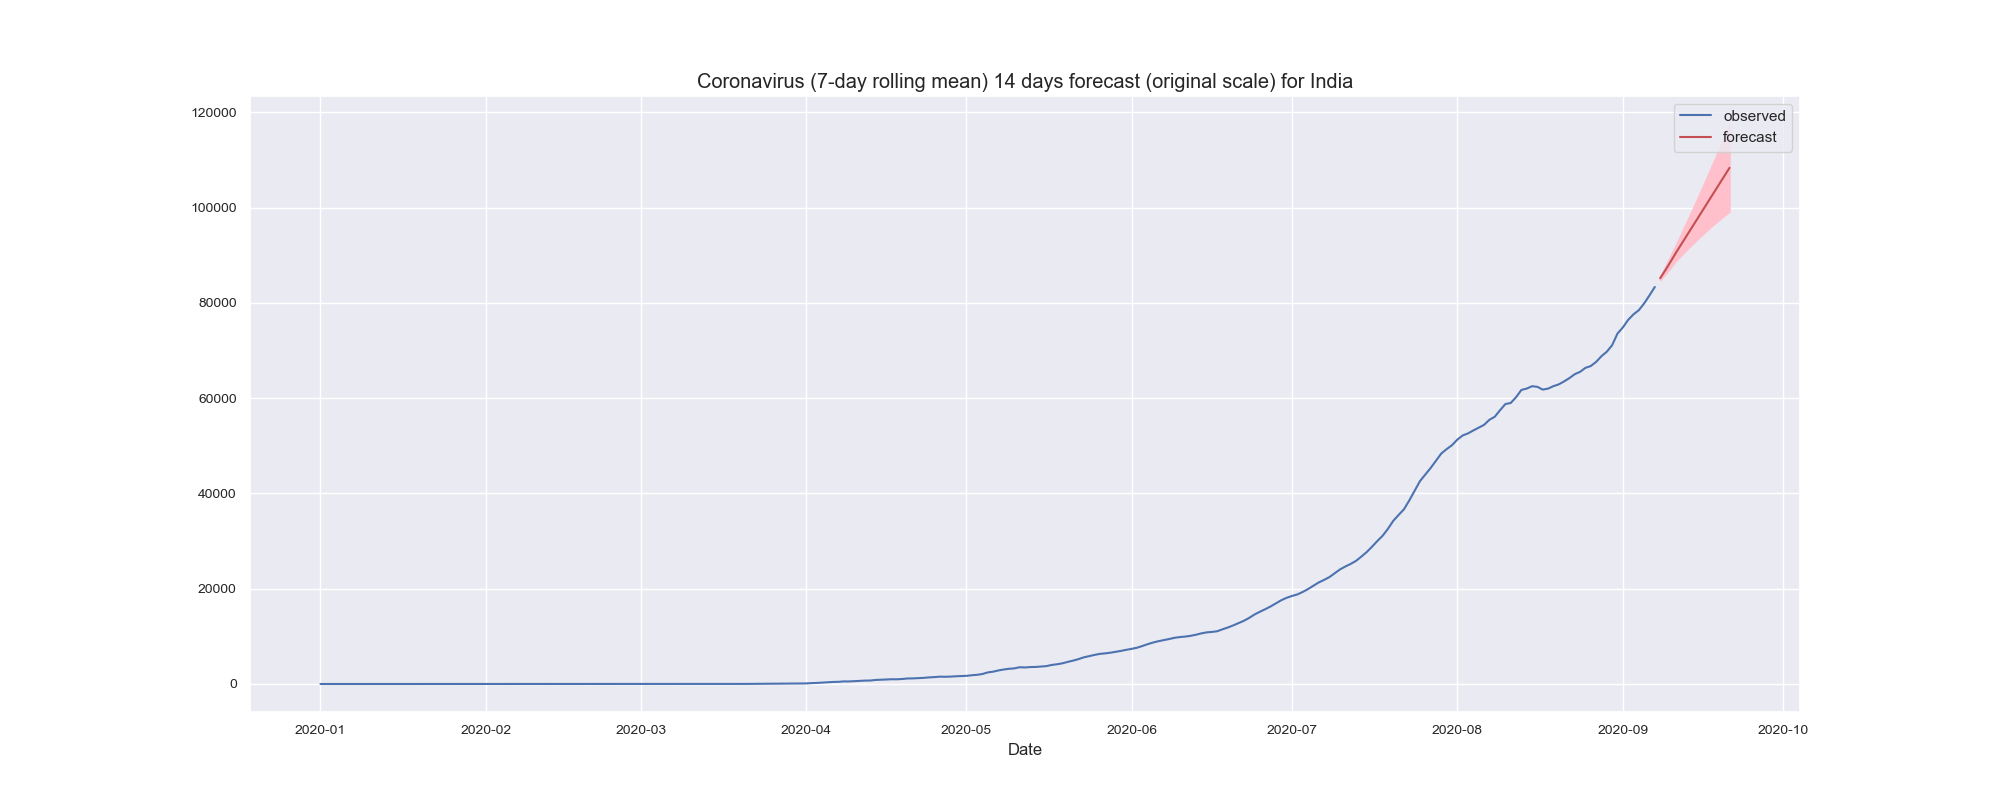 Coronavirus (7-day rolling mean) 14 days forecast (original scale) for India
observed
forecast
120000
100000
80000
60000
40000
20000
0
2020-01 2020-02 2020-03 2020-04 2020-05 2020-06 2020-07 2020-08 2020-09 2020-10
Date